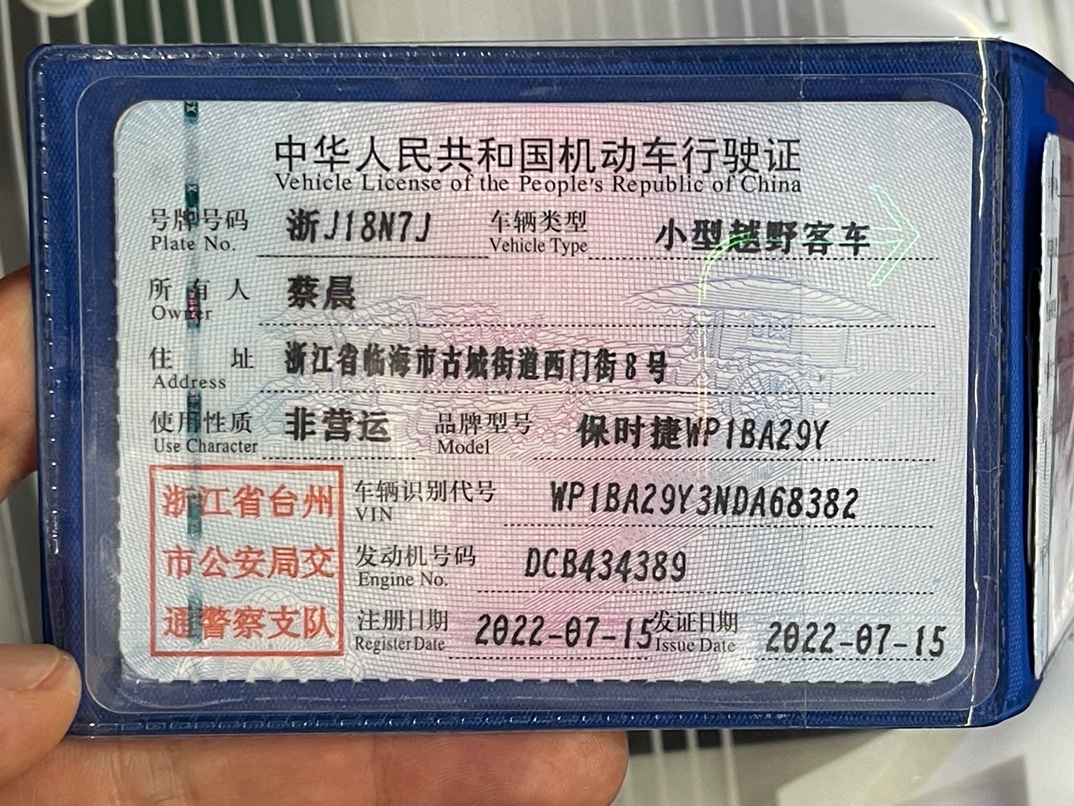 中华人民共和国机动车行驶证
Vehicle License of the People's Republic of China
号牌号码 浙J18N7J 车辆类型 小型越野客车
Plate No. Vehicle Type
所有人 蔡晨
Owner
住址 浙江省临海市古城街道西门街8号
Address
使用性质 非营运 品牌型号 保时捷WP1BA29Y
Use Character Model
浙江省台州
市公安局交
通警察支队
车辆识别代号 WP1BA29Y3NDA68382
VIN
发动机号码 DCB434389
Engine No.
注册日期 2022-07-15 发证日期 2022-07-15
Register Date Issue Date